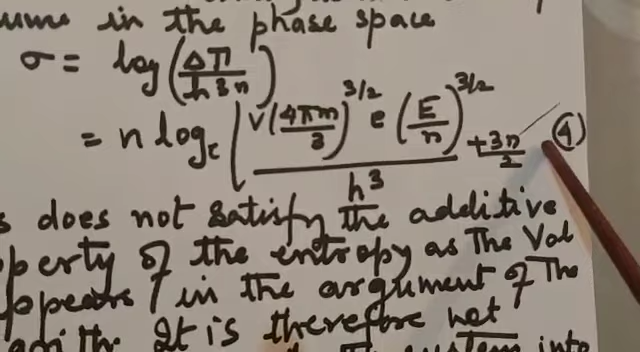 ume in the phase space
σ = log (ΔΠ / h^3n)
= n log_e [ V (4πm / 3)^3/2 e (E / n)^3/2 / h^3 + 3n / 2 (4)
s does not satisfy the additive
perty of the entropy as The Vol
ppears in the argument of The
It is therefore not
into